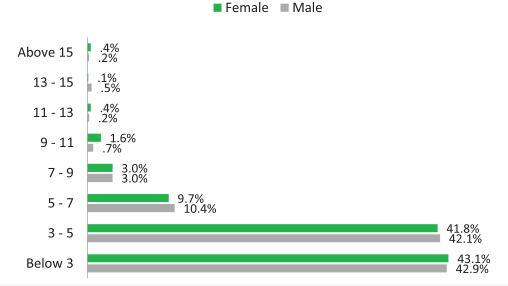 Female Male
Above 15 .4%
.2%
13 - 15 .1%
.5%
11 - 13 .4%
.2%
9 - 11 1.6%
.7%
7 - 9 3.0%
3.0%
5 - 7 9.7%
10.4%
3 - 5 41.8%
42.1%
Below 3 43.1%
42.9%